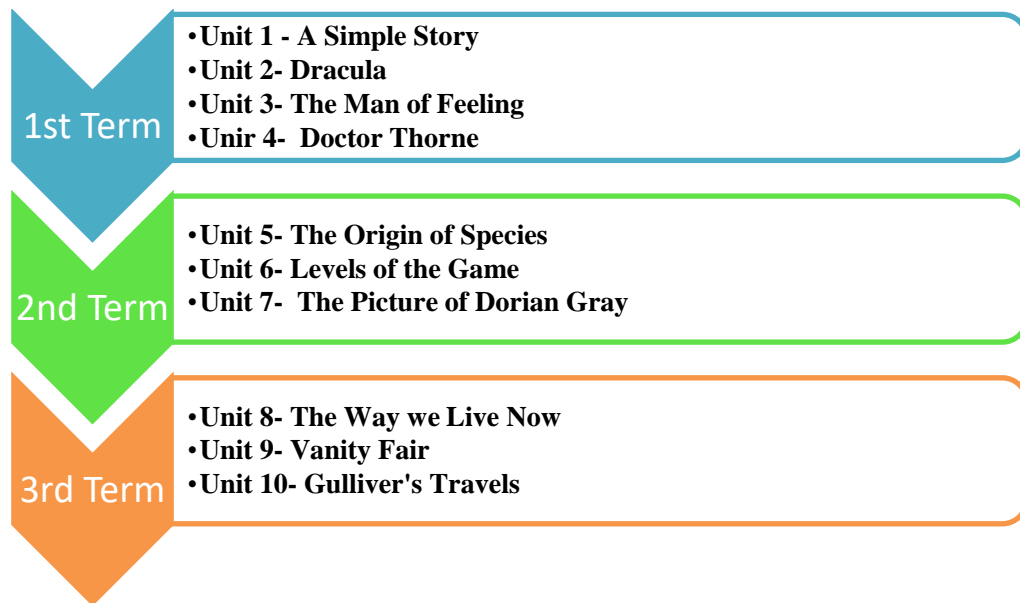 1st Term
•Unit 1 - A Simple Story
•Unit 2- Dracula
•Unit 3- The Man of Feeling
•Unir 4-  Doctor Thorne
2nd Term
•Unit 5- The Origin of Species
•Unit 6- Levels of the Game
•Unit 7-  The Picture of Dorian Gray
3rd Term
•Unit 8- The Way we Live Now
•Unit 9- Vanity Fair
•Unit 10- Gulliver's Travels